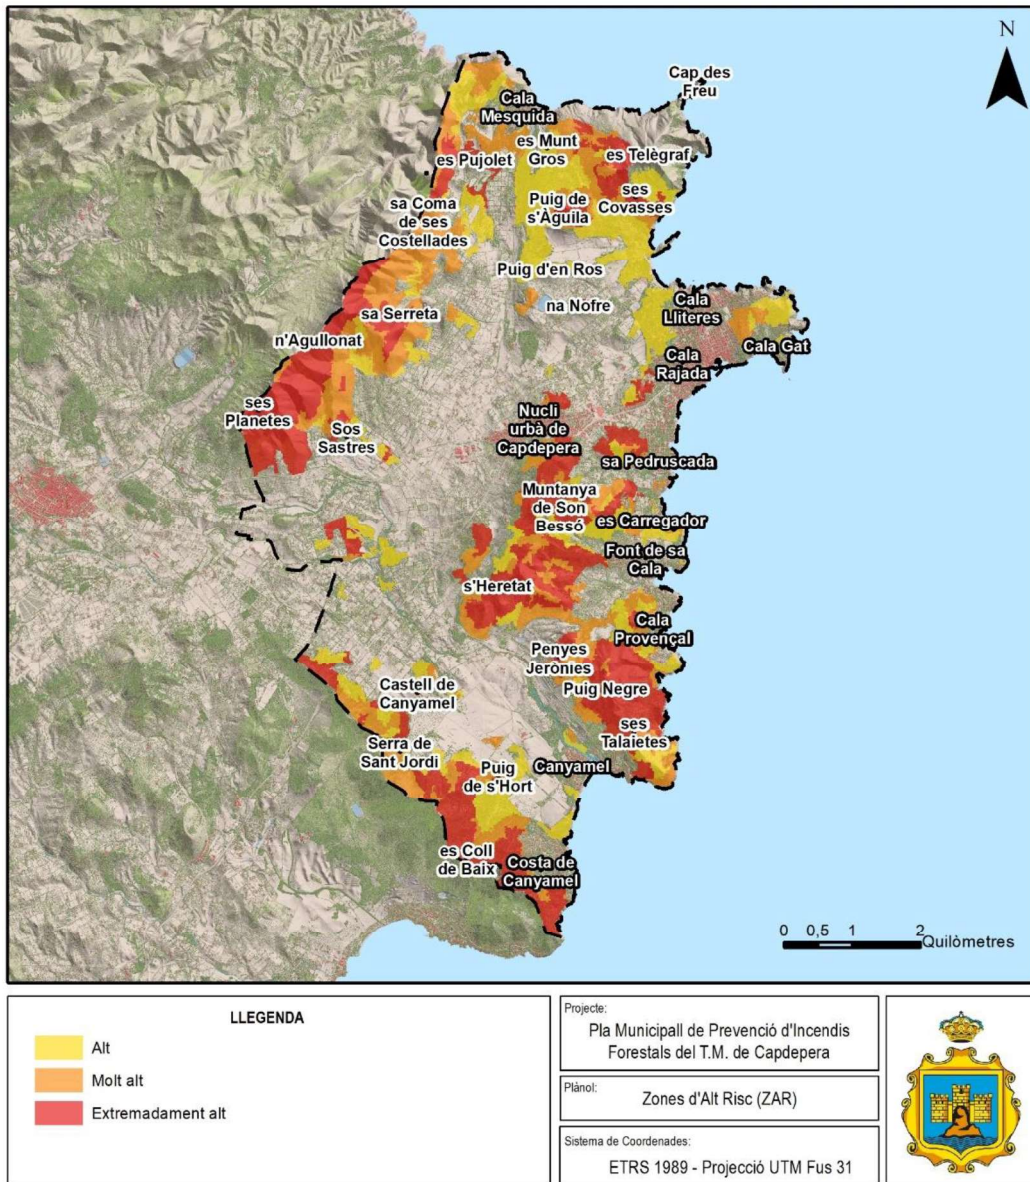 N
Cap des
Freu
Cala
Mesquida
es Munt
Gros
es Pujolet
es Telègraf
ses
Covasses
sa Coma
de ses
Costellades
Puig de
s'Àguila
Puig d'en Ros
na Nofre
Cala
Lliteres
sa Serreta
n'Agullonat
Cala Gat
Cala
Rajada
ses
Planetes
Sos
Sastres
Nucli
urbà de
Capdepera
sa Pedruscada
Muntanya
de Son
Bessó
es Carregador
Font de sa
Cala
s'Heretat
Cala
Provençal
Penyes
Jerònies
Puig Negre
Castell de
Canyamel
ses
Talaietes
Serra de
Sant Jordi
Puig
de s'Hort
Canyamel
es Coll
de Baix
Costa de
Canyamel
0 0,5 1 2
Quilòmetres
LLEGENDA
Alt
Molt alt
Extremadament alt
Projecte:
Pla Municipall de Prevenció d'Incendis
Forestals del T.M. de Capdepera
Plànol:
Zones d'Alt Risc (ZAR)
Sistema de Coordenades:
ETRS 1989 - Projecció UTM Fus 31